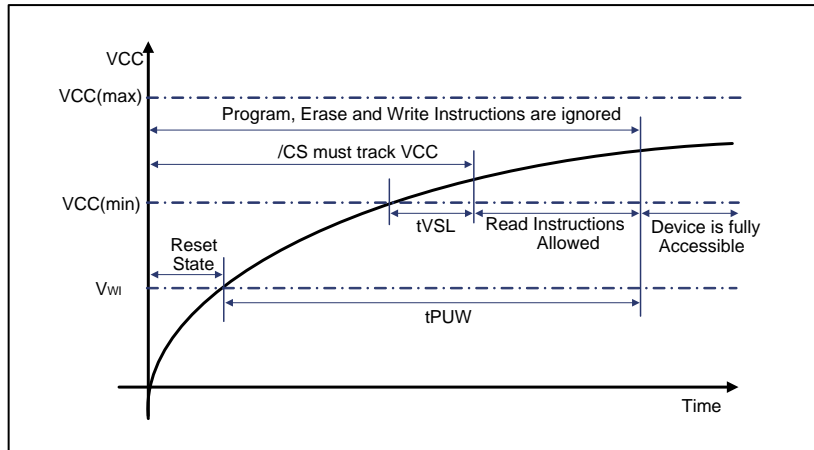 VCC
VCC(max)
Program, Erase and Write Instructions are ignored
/CS must track VCC
VCC(min)
tVSL
Read Instructions
Allowed
Device is fully
Accessible
Reset
State
VWI
tPUW
Time